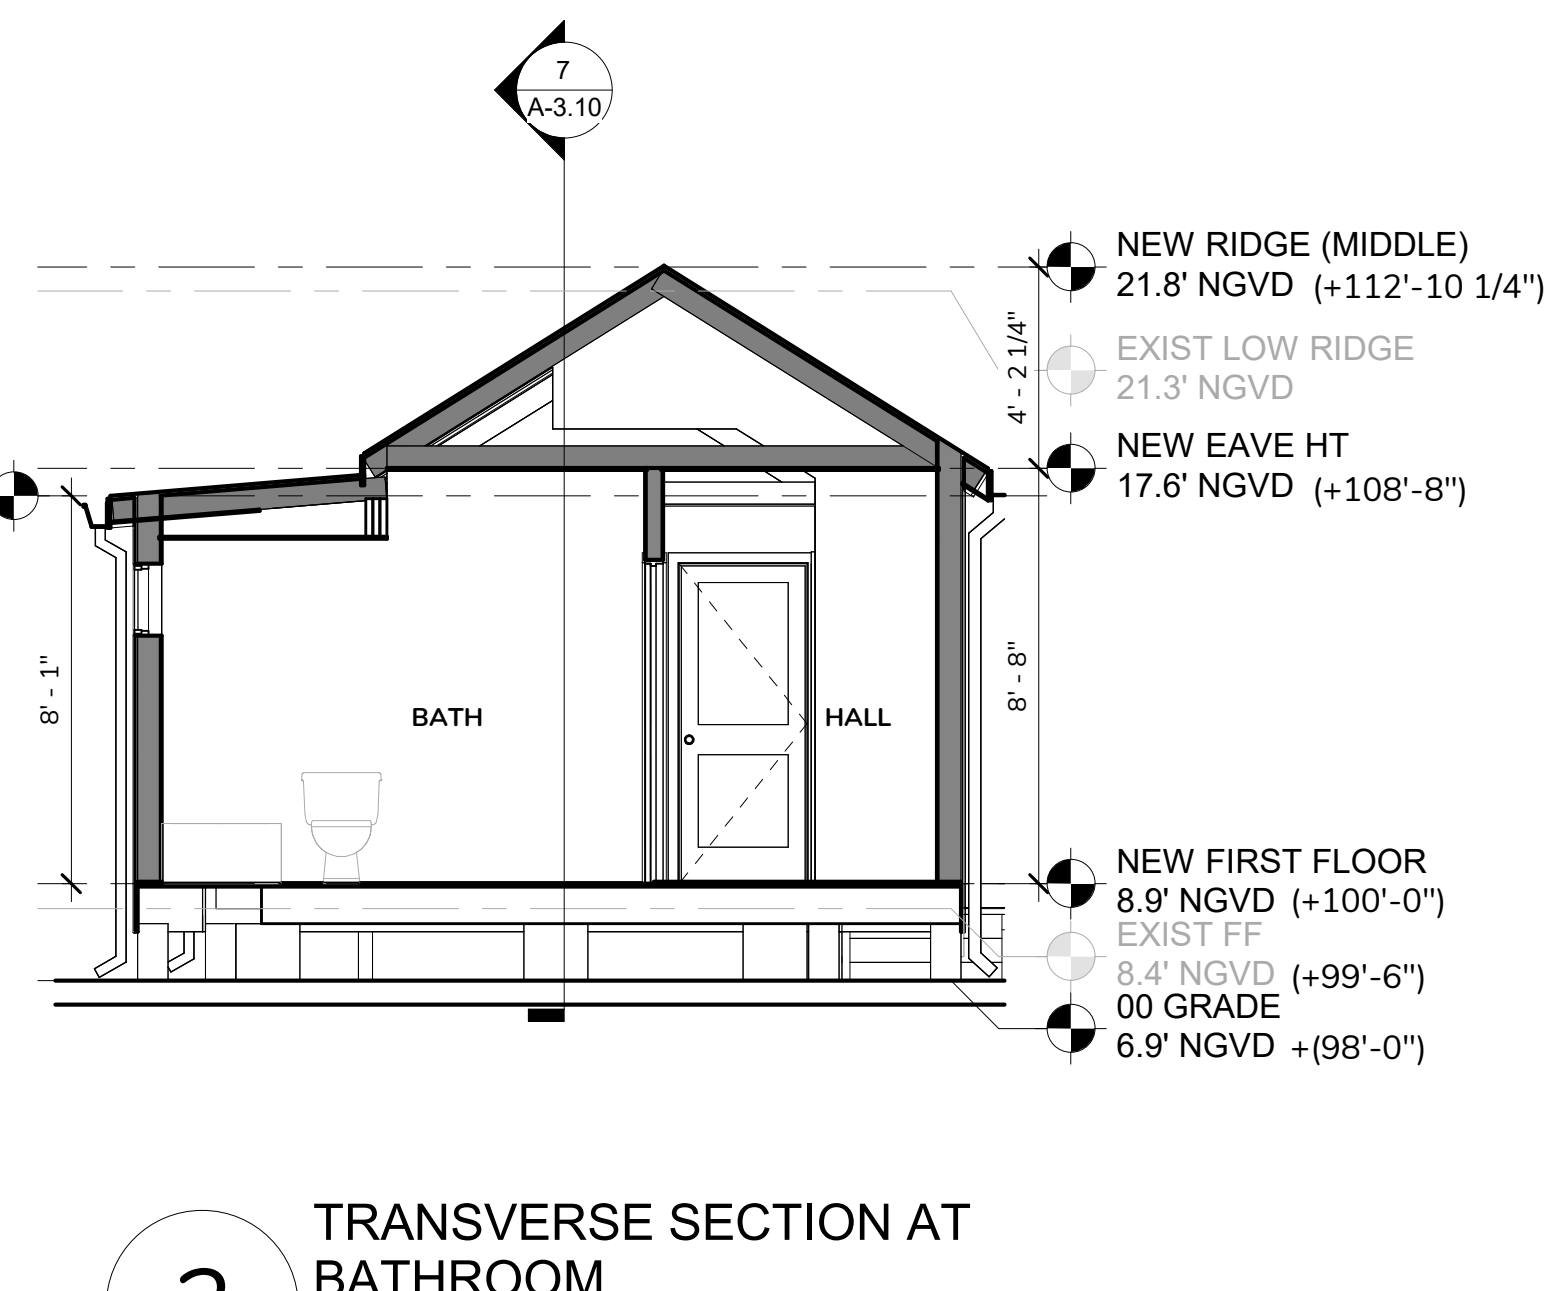 7
A-3.10
NEW RIDGE (MIDDLE)
21.8' NGVD (+112'-10 1/4")
EXIST LOW RIDGE
21.3' NGVD
4' - 2 1/4"
NEW EAVE HT
17.6' NGVD (+108'-8")
8' - 1"
BATH
HALL
8' - 8"
NEW FIRST FLOOR
8.9' NGVD (+100'-0")
EXIST FF
8.4' NGVD (+99'-6")
00 GRADE
6.9' NGVD +(98'-0")
TRANSVERSE SECTION AT
BATHROOM